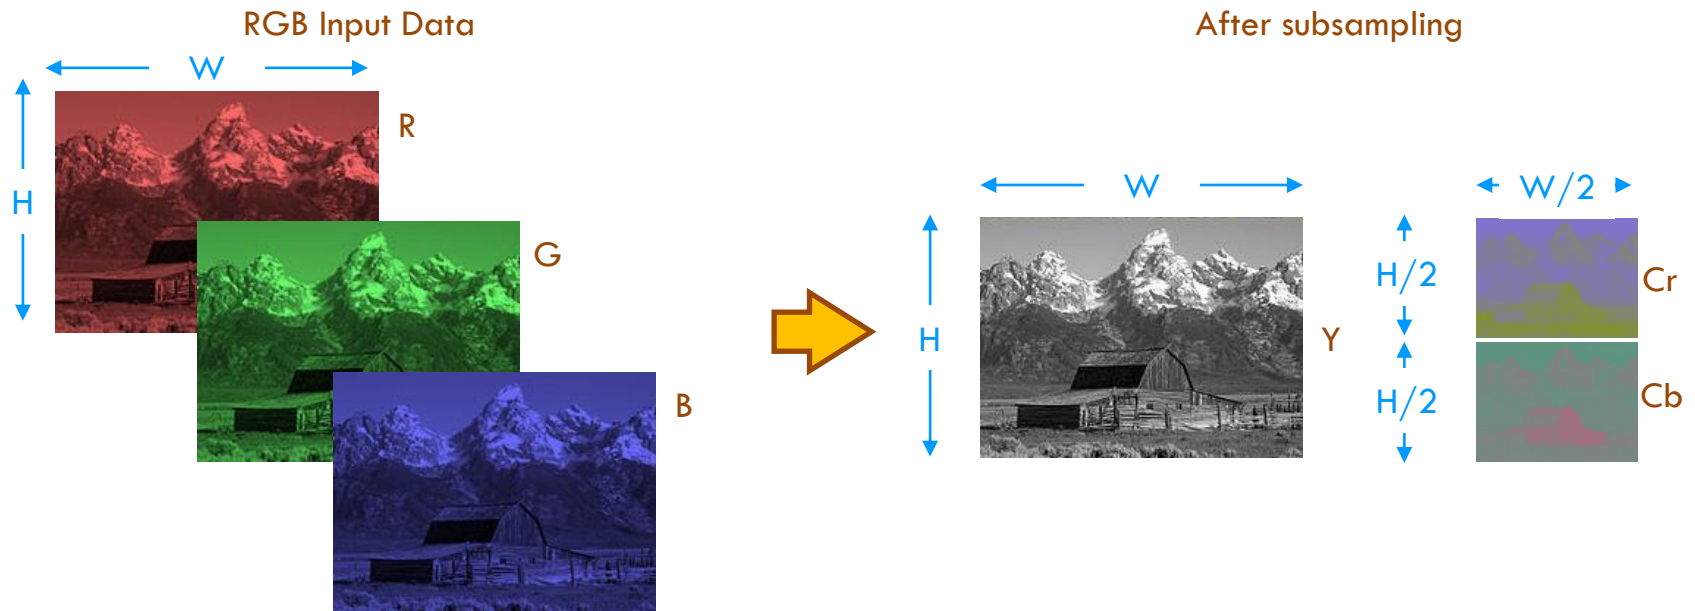 RGB Input Data
W
H
R
G
B
After subsampling
W
H
Y
W/2
H/2
Cr
H/2
Cb